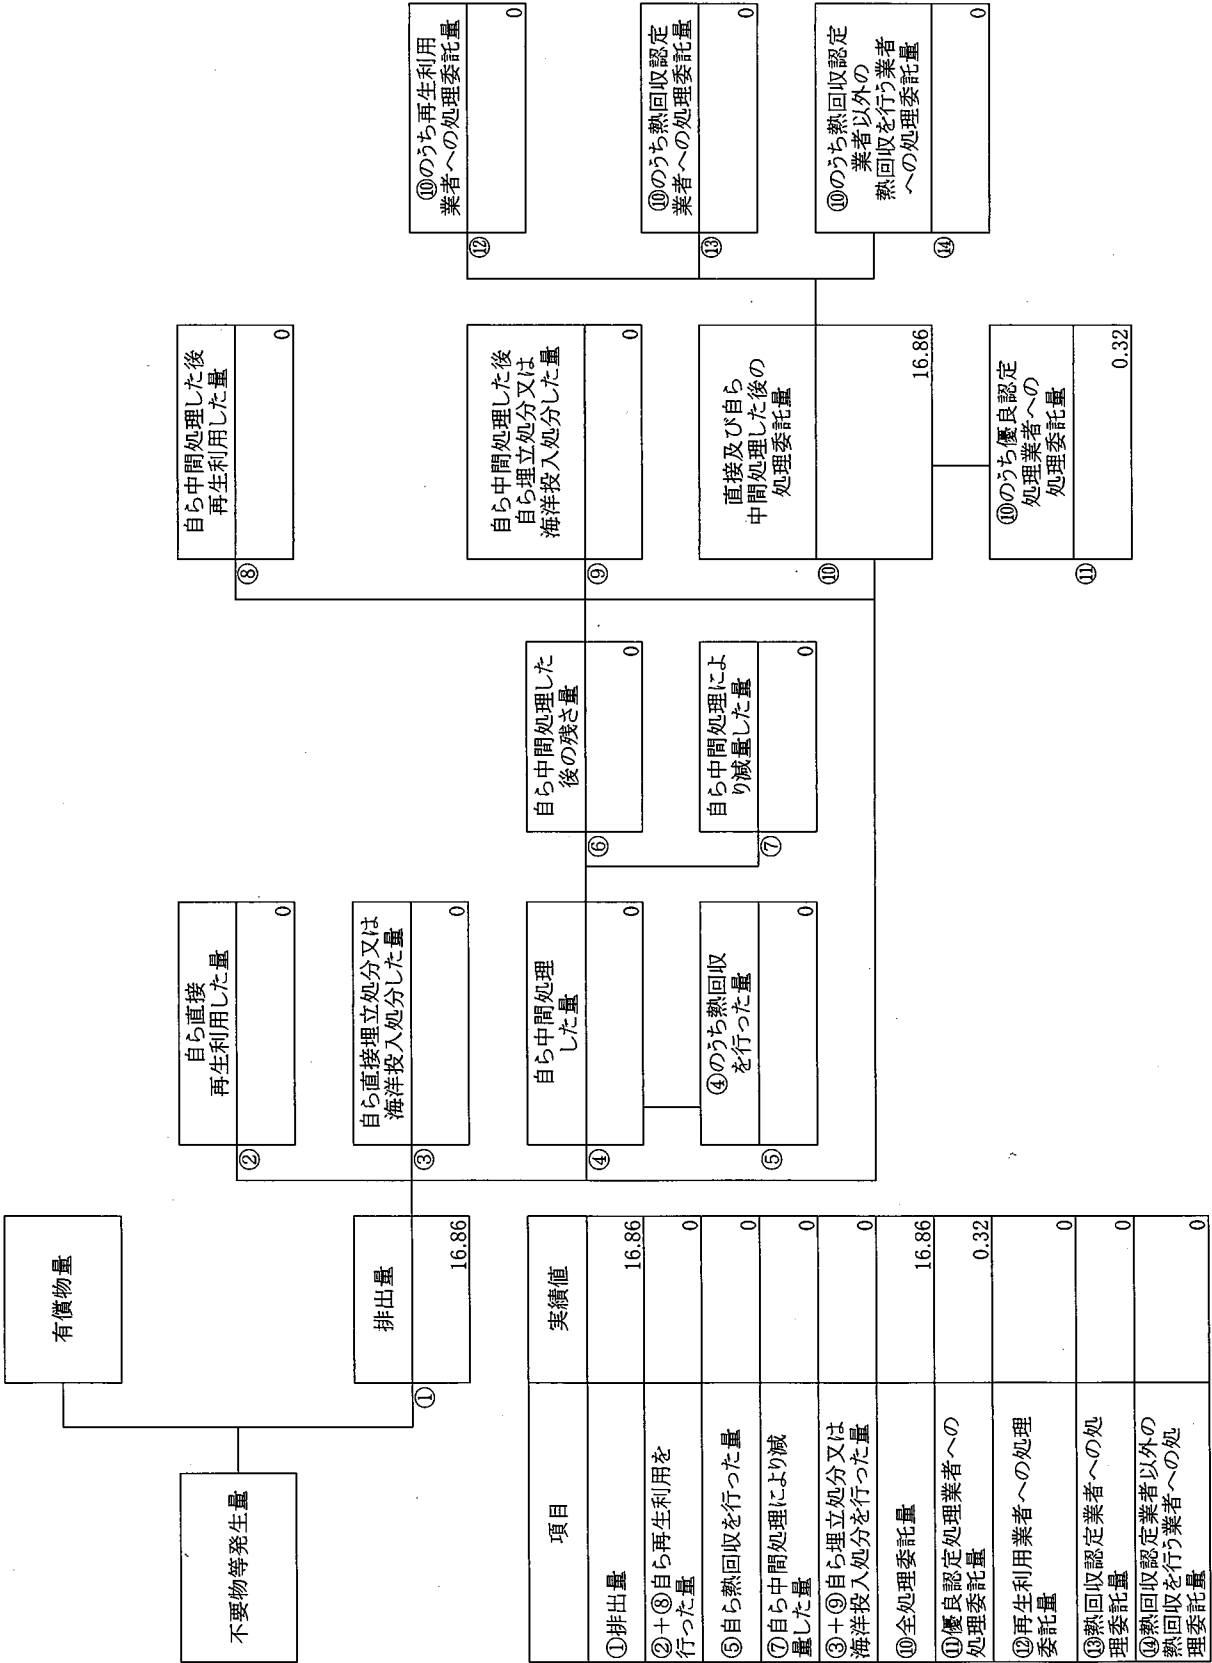 有償物量
不要物等発生量
①
排出量
16.86
②
自ら直接
再生利用した量
0
③
自ら直接埋立処分又は
海洋投入処分した量
0
④
自ら中間処理
した量
0
⑤
④のうち熱回収
を行った量
0
⑥
自ら中間処理した
後の残さ量
0
⑦
自ら中間処理によ
り減量した量
0
⑧
自ら中間処理した後
再生利用した量
0
⑨
自ら中間処理した後
自ら埋立処分又は
海洋投入処分した量
0
⑩
直接及び自ら
中間処理した後の
処理委託量
16.86
⑪
⑩のうち優良認定
処理業者への
処理委託量
0.32
⑫
⑩のうち再生利用
業者への処理委託量
0
⑬
⑩のうち熱回収認定
業者への処理委託量
0
⑭
⑩のうち熱回収認定
業者以外の
熱回収を行う業者
への処理委託量
0
項目 実績値
①排出量 16.86
②+⑧自ら再生利用を
行った量 0
⑤自ら熱回収を行った量 0
⑦自ら中間処理により減
量した量 0
③+⑨自ら埋立処分又は
海洋投入処分を行った量 0
⑩全処理委託量 16.86
⑪優良認定処理業者への
処理委託量 0.32
⑫再生利用業者への処理
委託量 0
⑬熱回収認定業者への処
理委託量 0
⑭熱回収認定業者以外の
熱回収を行う業者への処
理委託量 0